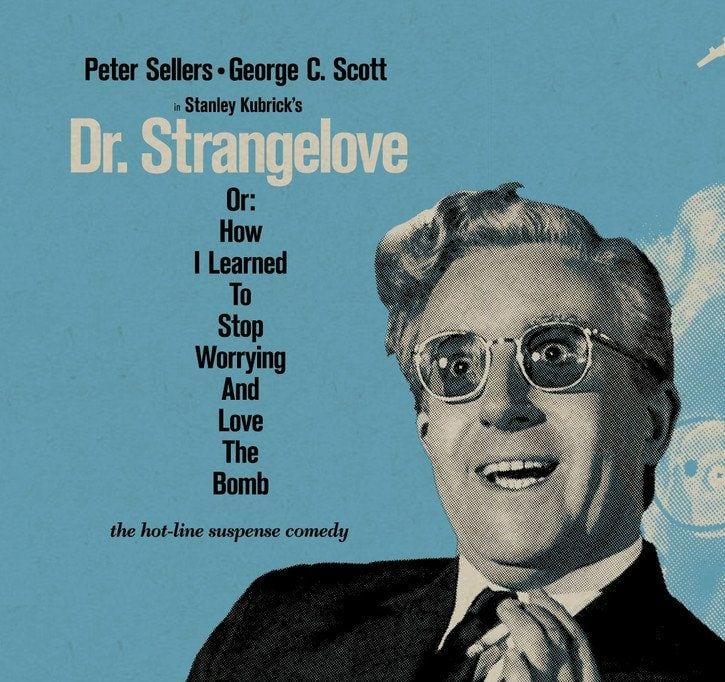 Peter Sellers • George C. Scott
in Stanley Kubrick's
Dr. Strangelove
Or:
How
I Learned
To
Stop
Worrying
And
Love
The
Bomb
the hot-line suspense comedy